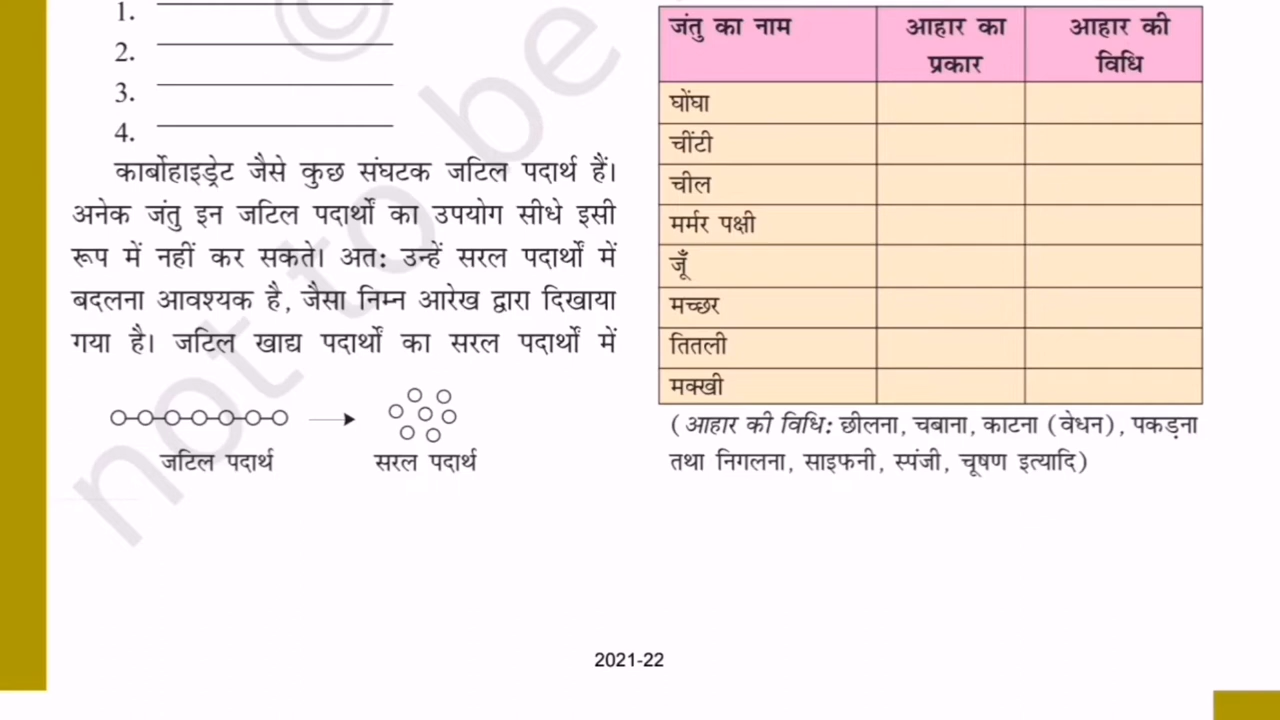 1.
2.
3.
4.
कार्बोहाइड्रेट जैसे कुछ संघटक जटिल पदार्थ हैं।
अनेक जंतु इन जटिल पदार्थों का उपयोग सीधे इसी
रूप में नहीं कर सकते। अतः उन्हें सरल पदार्थों में
बदलना आवश्यक है, जैसा निम्न आरेख द्वारा दिखाया
गया है। जटिल खाद्य पदार्थों का सरल पदार्थों में
जटिल पदार्थ सरल पदार्थ
जंतु का नाम आहार का प्रकार आहार की विधि
घोंघा
चींटी
चील
मर्मर पक्षी
जूँ
मच्छर
तितली
मक्खी
(आहार की विधि: छीलना, चबाना, काटना (वेधन), पकड़ना
तथा निगलना, साइफनी, स्पंजी, चूषण इत्यादि)
not to be
©
2021-22